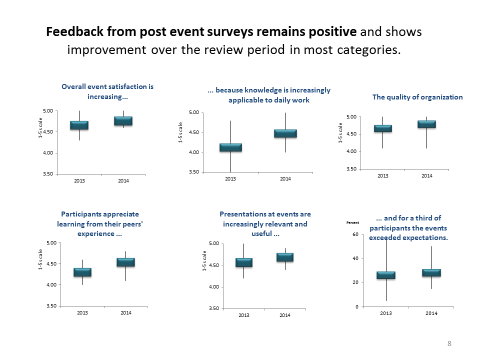 Feedback from post event surveys remains positive and shows
improvement over the review period in most categories.
Overall event satisfaction is
increasing...
1-5 scale
5.00
4.50
4.00
3.50
2013
2014
... because knowledge is increasingly
applicable to daily work
1-5 scale
5.00
4.50
4.00
3.50
2013
2014
The quality of organization
1-5 scale
5.00
4.50
4.00
3.50
2013
2014
Participants appreciate
learning from their peers'
experience ...
1-5 scale
5.00
4.50
4.00
3.50
2013
2014
Presentations at events are
increasingly relevant and
useful ...
1-5 scale
5.00
4.50
4.00
3.50
2013
2014
... and for a third of
participants the events
exceeded expectations.
Percent
60
40
20
0
2013
2014
8